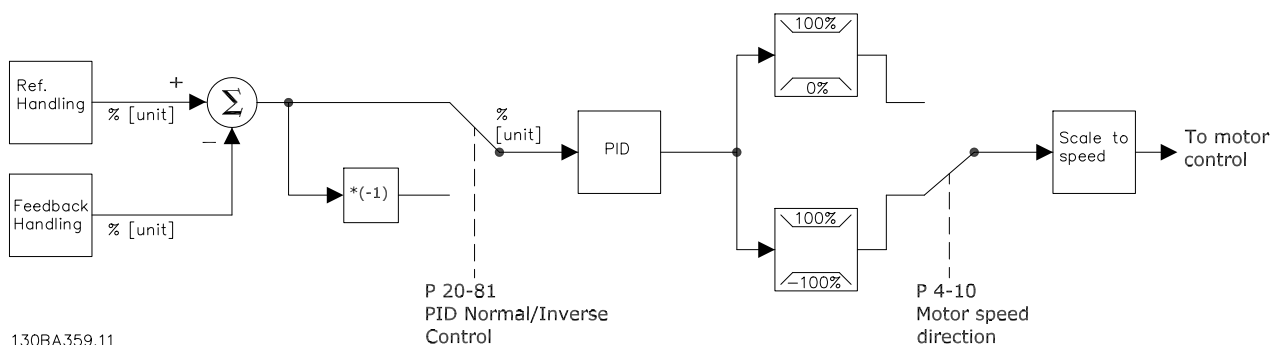 Ref.
Handling
+
% [unit]
Σ
−
Feedback
Handling
% [unit]
*(-1)
%
[unit]
P 20-81
PID Normal/Inverse
Control
PID
100%
0%
100%
-100%
P 4-10
Motor speed
direction
Scale to
speed
To motor
control
130BA359.11